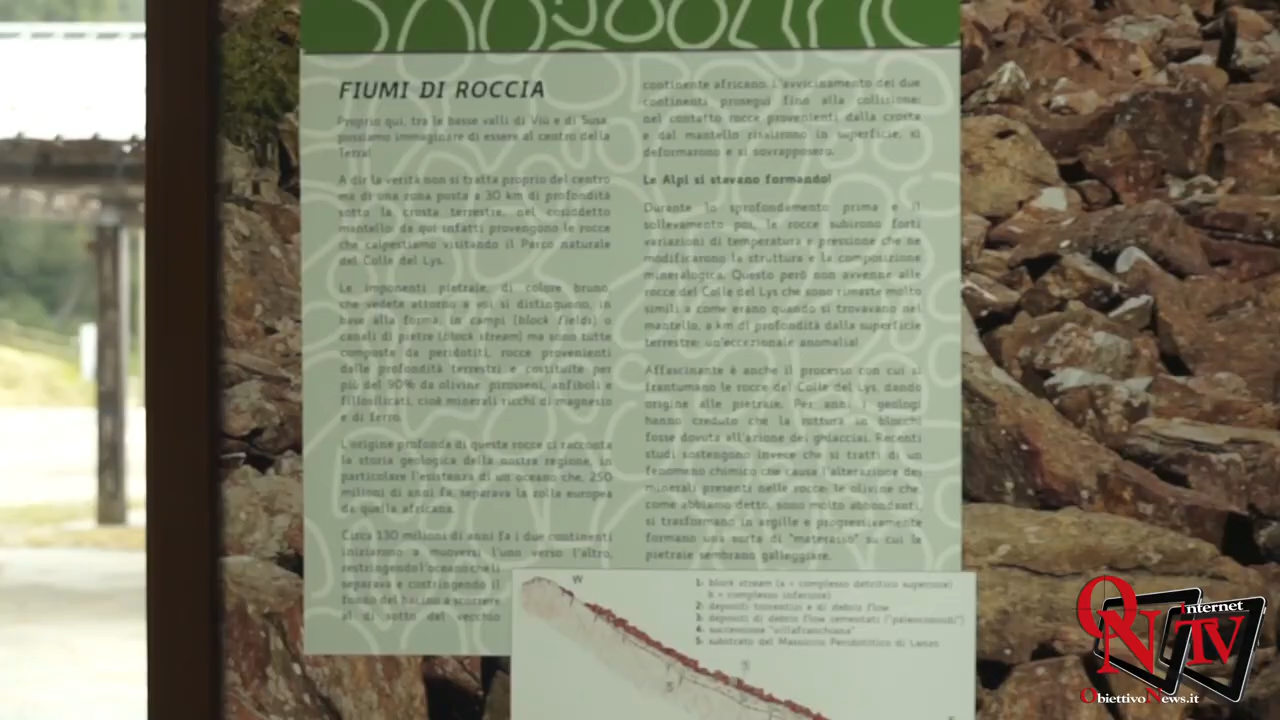 FIUMI DI ROCCIA
Proprio qui, tra le basse valli di Viù e di Susa,
possiamo immaginare di essere al centro della
Terra!
A dir la verità non si tratta proprio del centro
ma di una zona posta a 30 km di profondità
sotto la crosta terrestre, nel cosiddetto
mantello: da qui infatti provengono le rocce
che calpestiamo visitando il Parco naturale
del Colle del Lys.
Le imponenti pietraie, di colore bruno,
che vedete attorno a voi si distinguono, in
base alla forma, in campi (block fields) o
canali di pietre (block stream) ma sono tutte
composte da peridotiti, rocce provenienti
dalle profondità terrestri e costituite per
più del 90% da olivine, pirosseni, anfiboli e
fillosilicati, cioè minerali ricchi di magnesio
e di ferro.
L'origine profonda di queste rocce ci racconta
la storia geologica della nostra regione, in
particolare l'esistenza di un oceano che, 250
milioni di anni fa, separava la zolla europea
da quella africana.
Circa 130 milioni di anni fa i due continenti
iniziarono a muoversi l'uno verso l'altro,
restringendo l'oceano che li
separava e costringendo il
fondo del bacino a scorrere
al di sotto del vecchio
continente africano. L'avvicinamento dei due
continenti proseguì fino alla collisione:
nel contatto rocce provenienti dalla crosta
e dal mantello risalirono in superficie, si
deformarono e si sovrapposero.
Le Alpi si stavano formando!
Durante lo sprofondamento prima e il
sollevamento poi, le rocce subirono forti
variazioni di temperatura e pressione che ne
modificarono la struttura e la composizione
mineralogica. Questo però non avvenne alle
rocce del Colle del Lys che sono rimaste molto
simili a come erano quando si trovavano nel
mantello, a km di profondità dalla superficie
terrestre: un'eccezionale anomalia!
Affascinante è anche il processo con cui si
frantumano le rocce del Colle del Lys, dando
origine alle pietraie. Per anni i geologi
hanno creduto che la rottura in blocchi
fosse dovuta all'azione dei ghiacciai. Recenti
studi sostengono invece che si tratti di un
fenomeno chimico che causa l'alterazione dei
minerali presenti nelle rocce: le olivine che,
come abbiamo detto, sono molto abbondanti,
si trasformano in argille e progressivamente
formano una sorta di "materasso" su cui le
pietraie sembrano galleggiare.
W
1- block stream (a = complesso detritico superiore)
b = complesso inferiore)
2- depositi torrentizi e di debris flow
3- depositi di debris flow cementati ("paleoconoidi")
4- successione "villafranchiana"
5- substrato del Massiccio Peridotitico di Lanzo
5
QN Internet TV
ObiettivoNews.it